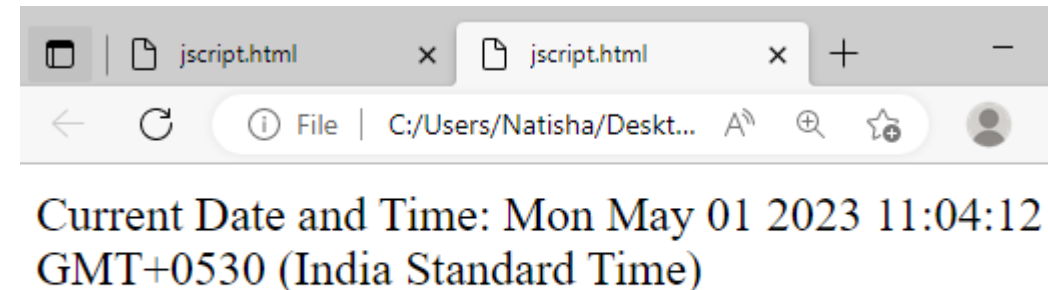 jscript.html
jscript.html
File
C:/Users/Natisha/Deskt...
Current Date and Time: Mon May 01 2023 11:04:12
GMT+0530 (India Standard Time)